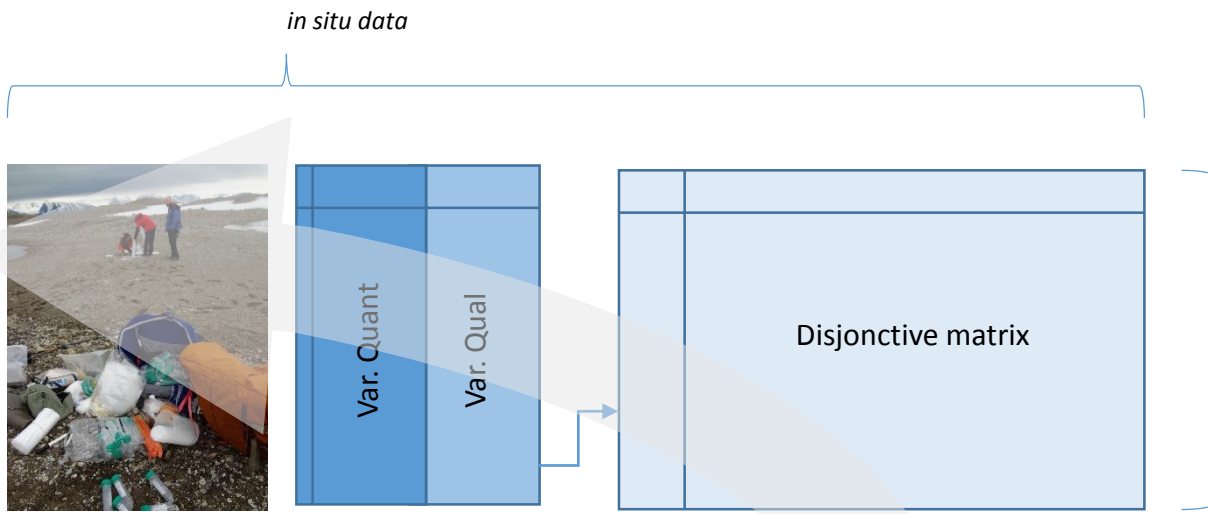 in situ data
Var. Quant
Var. Qual
Disjonctive matrix